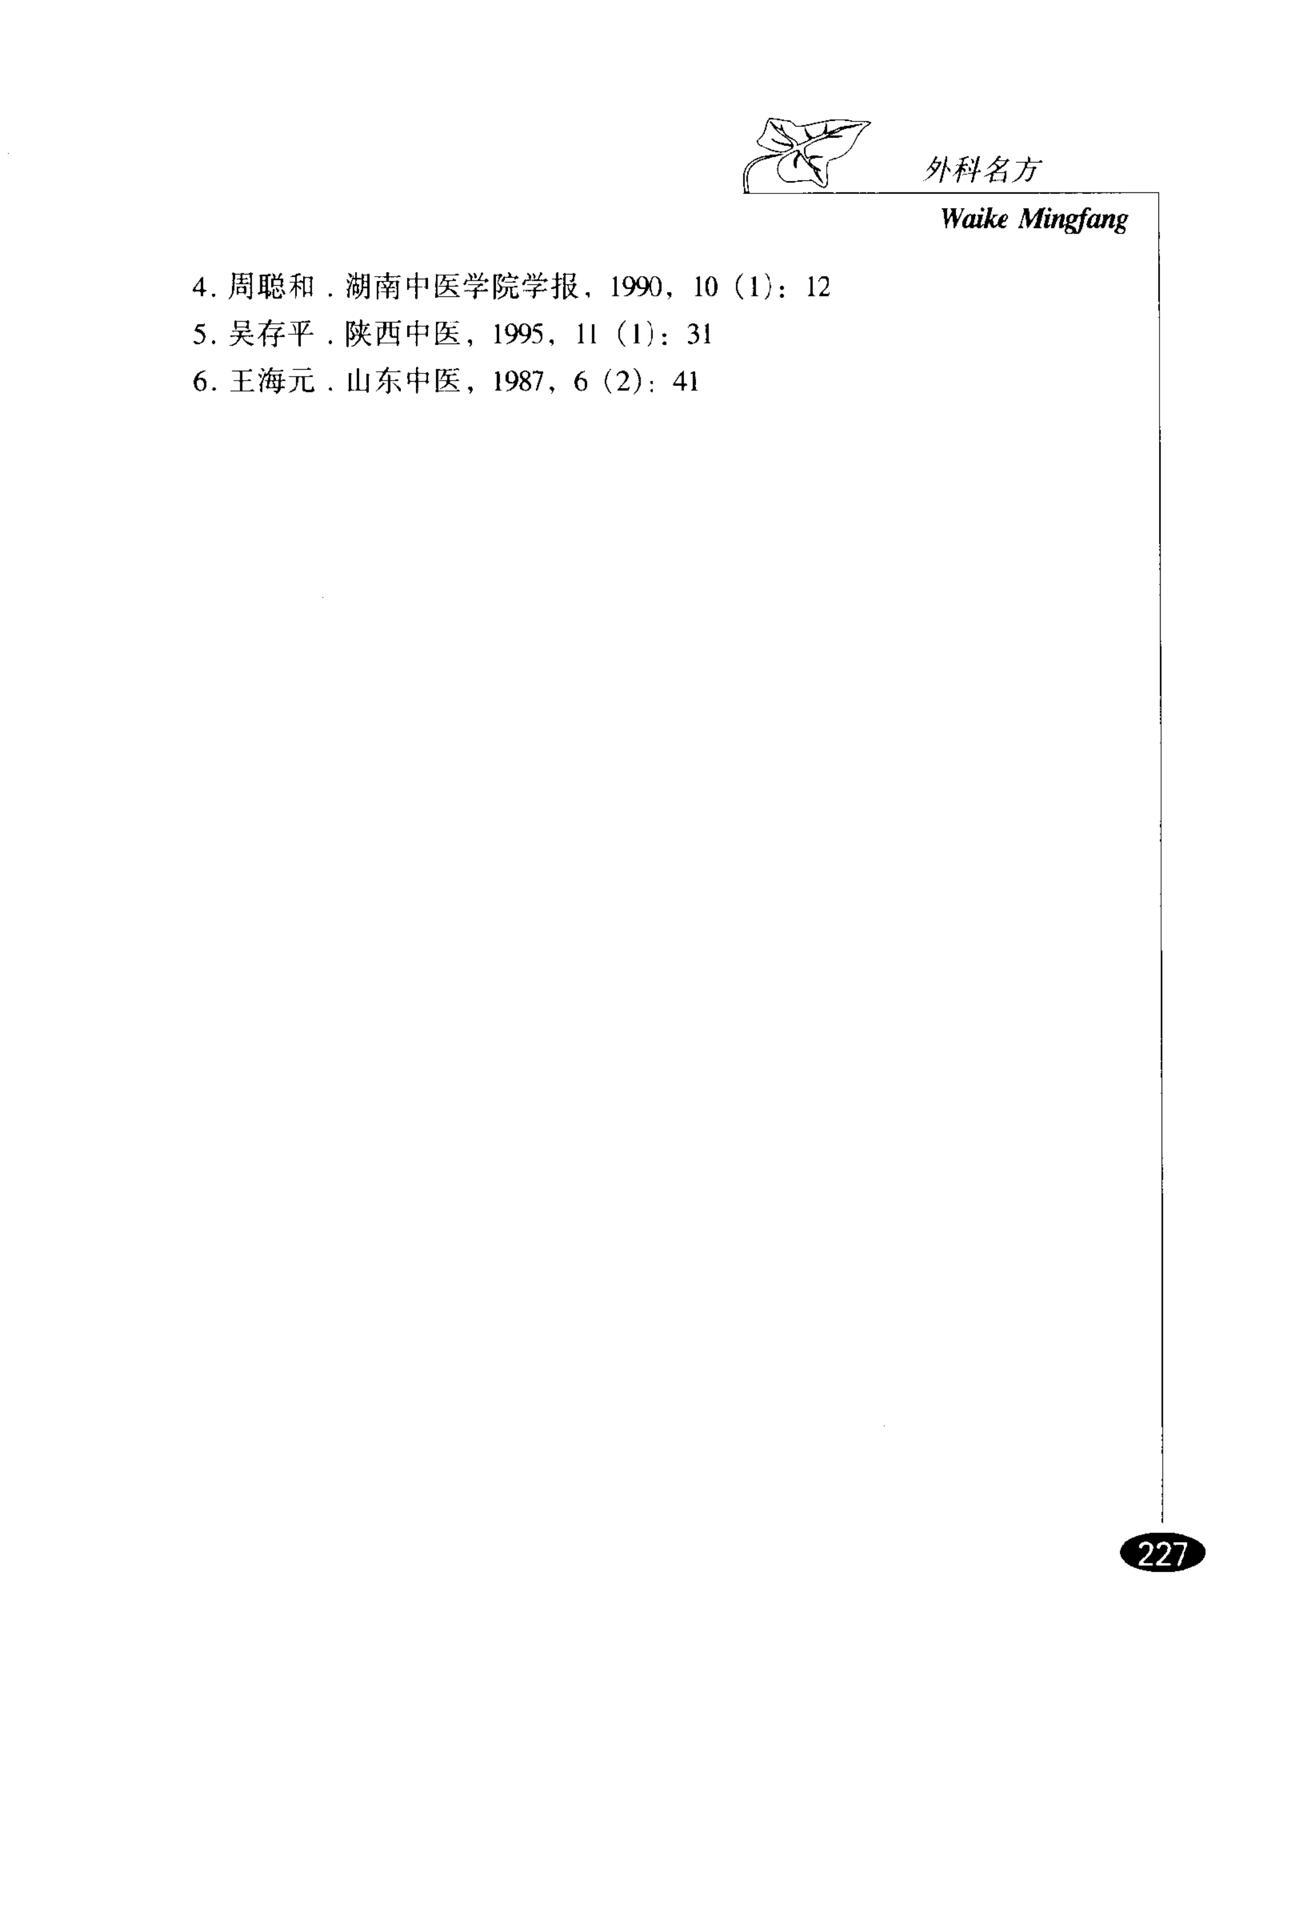 外科名方
Waike Mingfang
4. 周聪和．湖南中医学院学报，1990，10（1）：12
5. 吴存平．陕西中医，1995，11（1）：31
6. 王海元．山东中医，1987，6（2）：41
227